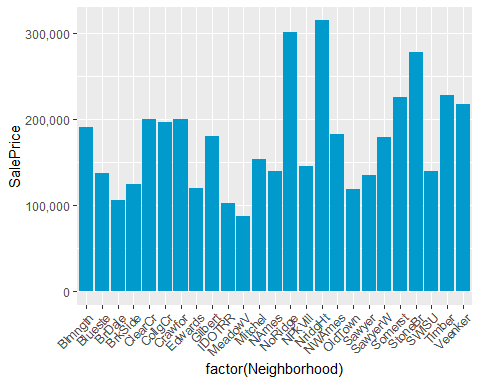 300,000
200,000
100,000
0
SalePrice
Blmngtn
Blueste
BrDale
BrkSide
ClearCr
CollgCr
Crawfor
Edwards
Gilbert
IDOTRR
MeadowV
Mitchel
NAmes
NoRidge
NPkVill
NridgHt
NWAmes
OldTown
Sawyer
SawyerW
Somerst
StoneBr
SWISU
Timber
Veenker
factor(Neighborhood)